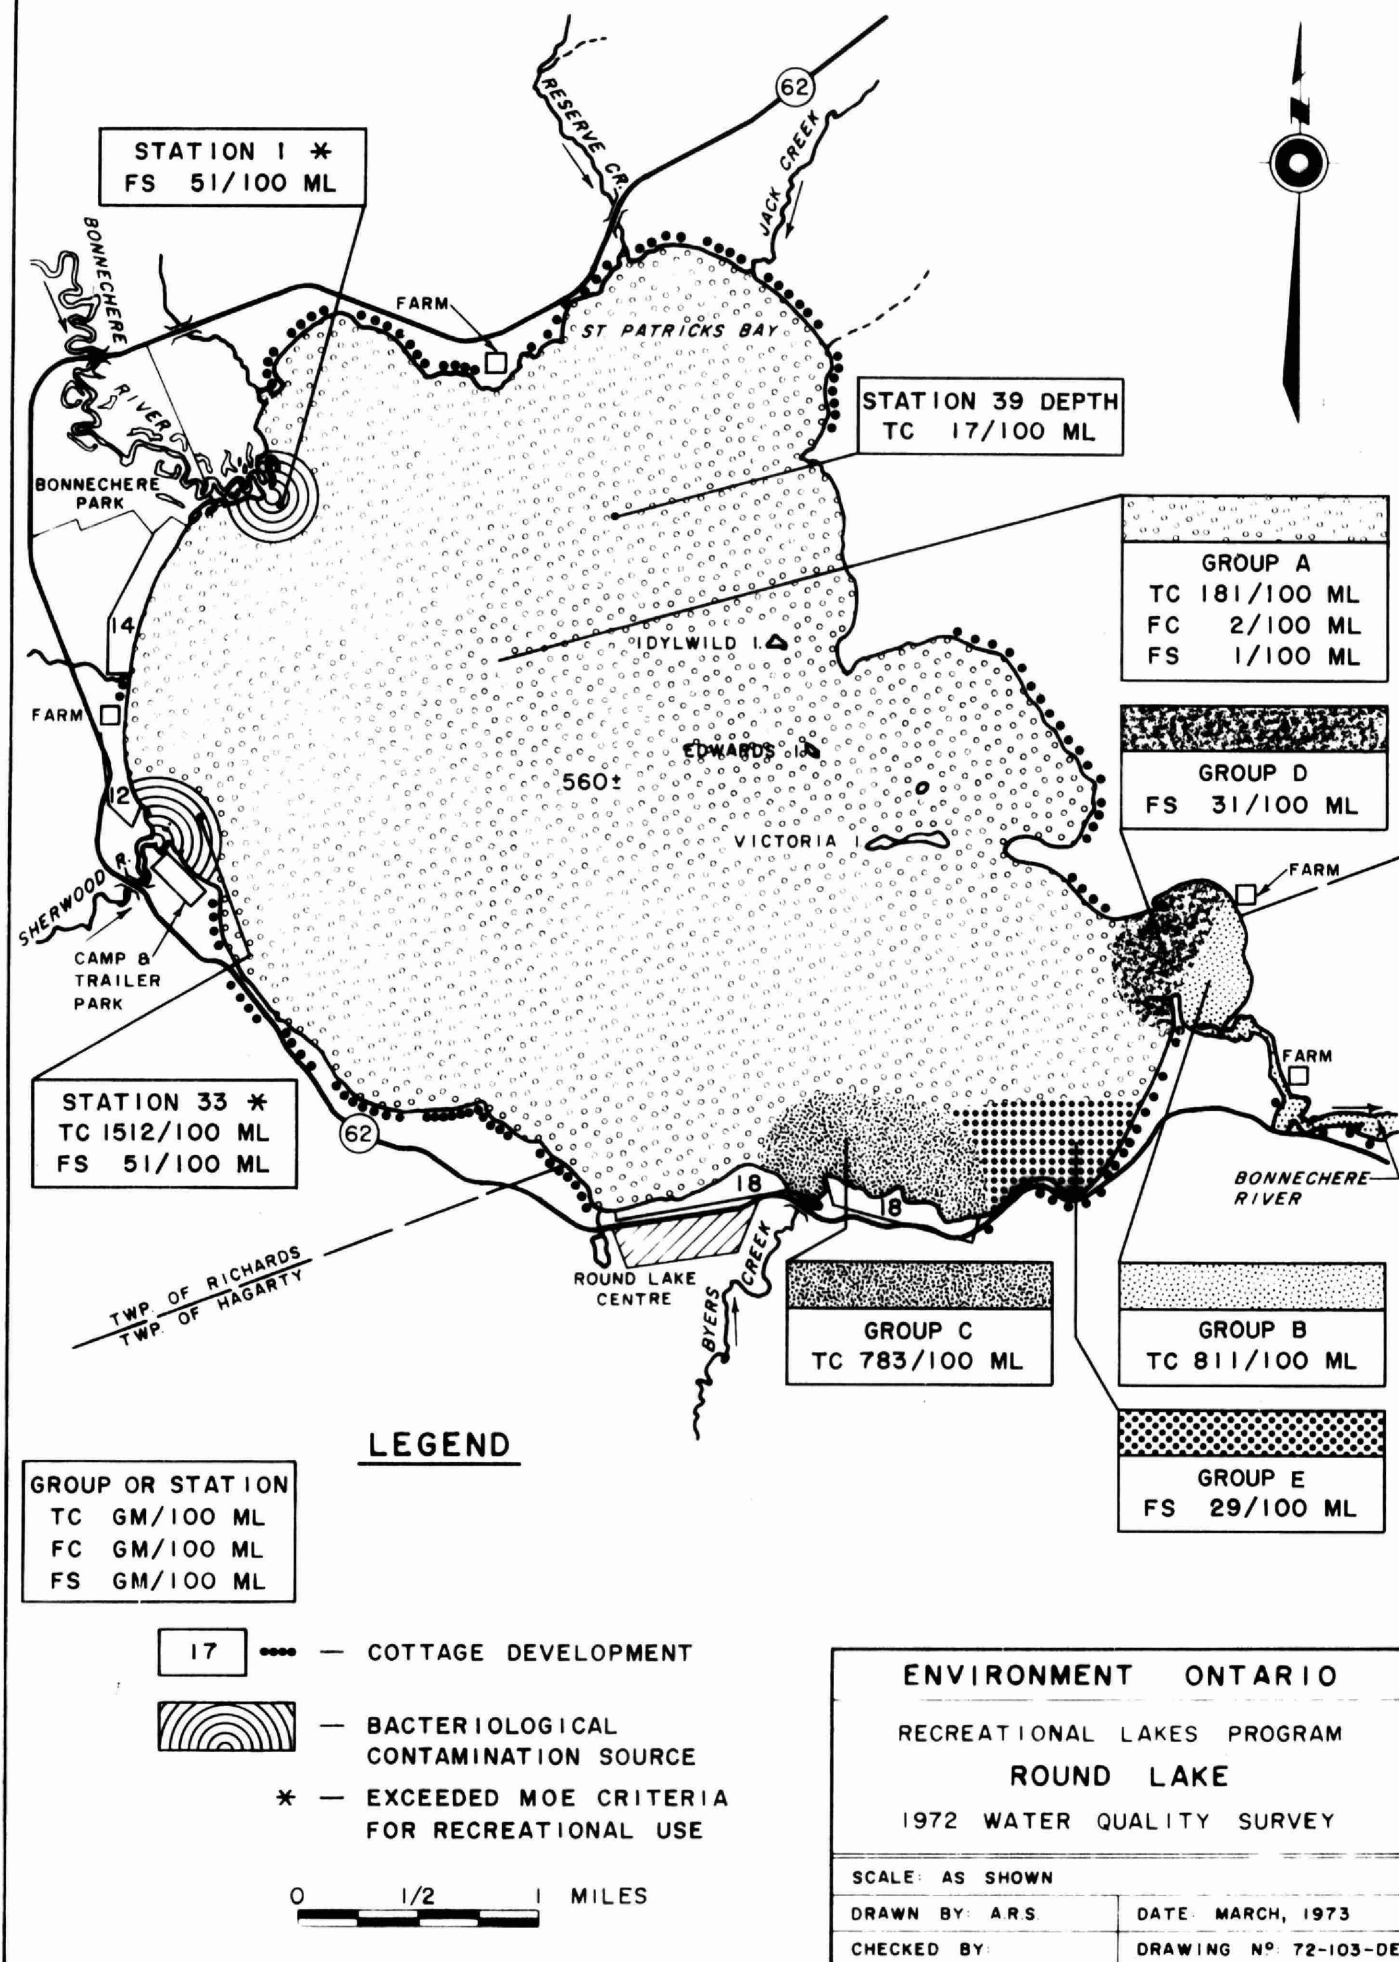 RESERVE CR.
62
JACK CREEK
N
STATION 1 *
FS 51/100 ML
BONNECHERE
RIVER
FARM
ST PATRICKS BAY
STATION 39 DEPTH
TC 17/100 ML
BONNECHERE
PARK
GROUP A
TC 181/100 ML
FC 2/100 ML
FS 1/100 ML
14
IDYLWILD I.
FARM
EDWARDS I.
560±
GROUP D
FS 31/100 ML
12
VICTORIA I.
FARM
SHERWOOD R.
CAMP &
TRAILER
PARK
FARM
STATION 33 *
TC 1512/100 ML
FS 51/100 ML
62
BONNECHERE
RIVER
18
18
TWP. OF RICHARDS
TWP. OF HAGARTY
ROUND LAKE
CENTRE
BYERS CREEK
GROUP C
TC 783/100 ML
GROUP B
TC 811/100 ML
GROUP E
FS 29/100 ML
LEGEND
GROUP OR STATION
TC GM/100 ML
FC GM/100 ML
FS GM/100 ML
17 — COTTAGE DEVELOPMENT
— BACTERIOLOGICAL
CONTAMINATION SOURCE
* — EXCEEDED MOE CRITERIA
FOR RECREATIONAL USE
0 1/2 1 MILES
ENVIRONMENT ONTARIO
RECREATIONAL LAKES PROGRAM
ROUND LAKE
1972 WATER QUALITY SURVEY
SCALE: AS SHOWN
DRAWN BY: A.R.S.
DATE: MARCH, 1973
CHECKED BY:
DRAWING Nº: 72-103-DE